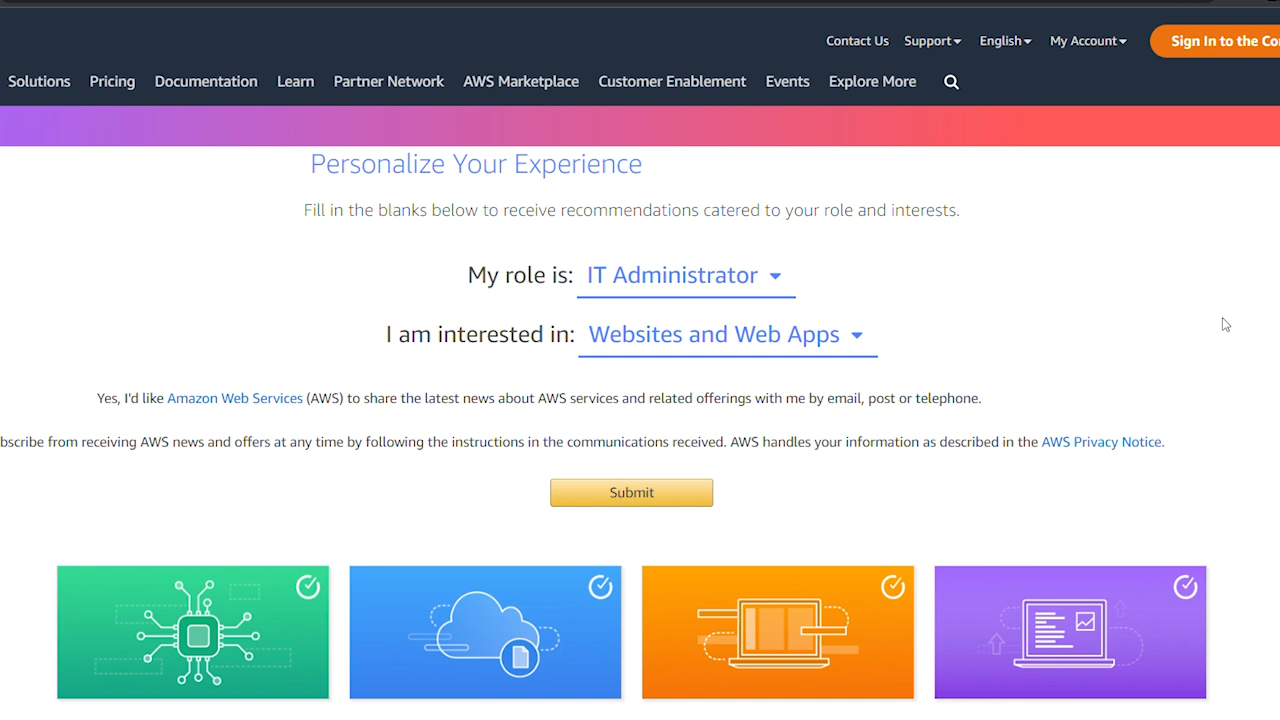 Contact Us Support English My Account Sign In to the Co
Solutions Pricing Documentation Learn Partner Network AWS Marketplace Customer Enablement Events Explore More
Personalize Your Experience
Fill in the blanks below to receive recommendations catered to your role and interests.
My role is: IT Administrator
I am interested in: Websites and Web Apps
Yes, I'd like Amazon Web Services (AWS) to share the latest news about AWS services and related offerings with me by email, post or telephone.
bscribe from receiving AWS news and offers at any time by following the instructions in the communications received. AWS handles your information as described in the AWS Privacy Notice.
Submit